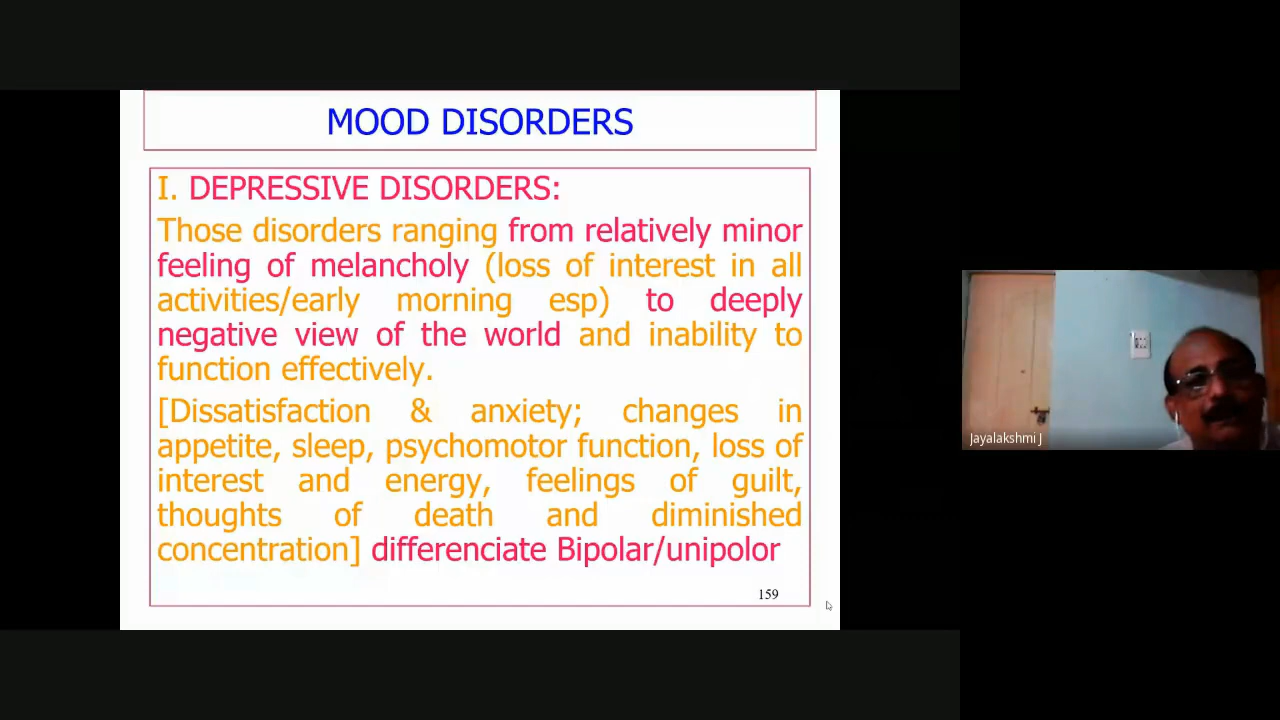 MOOD DISORDERS
I. DEPRESSIVE DISORDERS:
Those disorders ranging from relatively minor
feeling of melancholy (loss of interest in all
activities/early morning esp) to deeply
negative view of the world and inability to
function effectively.
[Dissatisfaction & anxiety; changes in
appetite, sleep, psychomotor function, loss of
interest and energy, feelings of guilt,
thoughts of death and diminished
concentration] differenciate Bipolar/unipolor
159
Jayalakshmi J